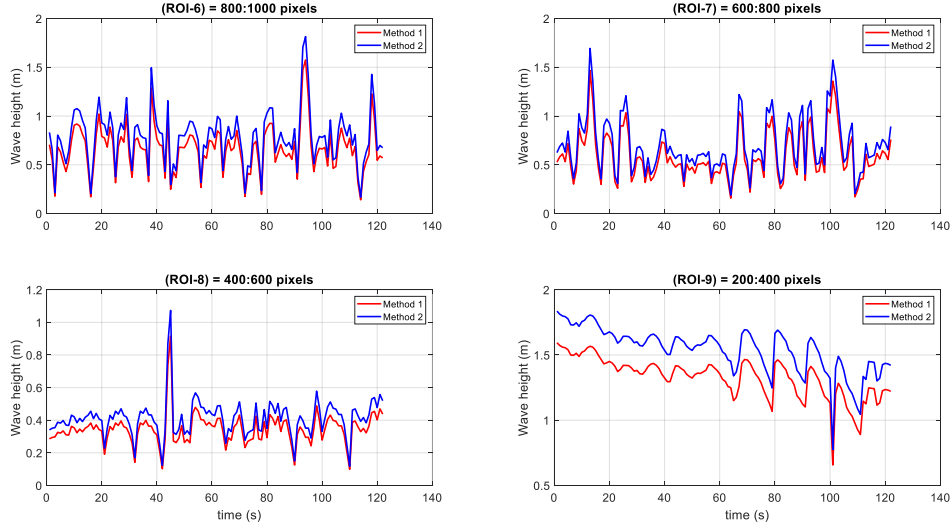 (ROI-6) = 800:1000 pixels
Wave height (m)
2
1.5
1
0.5
0
0 20 40 60 80 100 120 140
Method 1
Method 2
(ROI-7) = 600:800 pixels
Wave height (m)
2
1.5
1
0.5
0
0 20 40 60 80 100 120 140
Method 1
Method 2
(ROI-8) = 400:600 pixels
Wave height (m)
1.2
1
0.8
0.6
0.4
0.2
0
0 20 40 60 80 100 120 140
time (s)
Method 1
Method 2
(ROI-9) = 200:400 pixels
Wave height (m)
2
1.5
1
0.5
0 20 40 60 80 100 120 140
time (s)
Method 1
Method 2